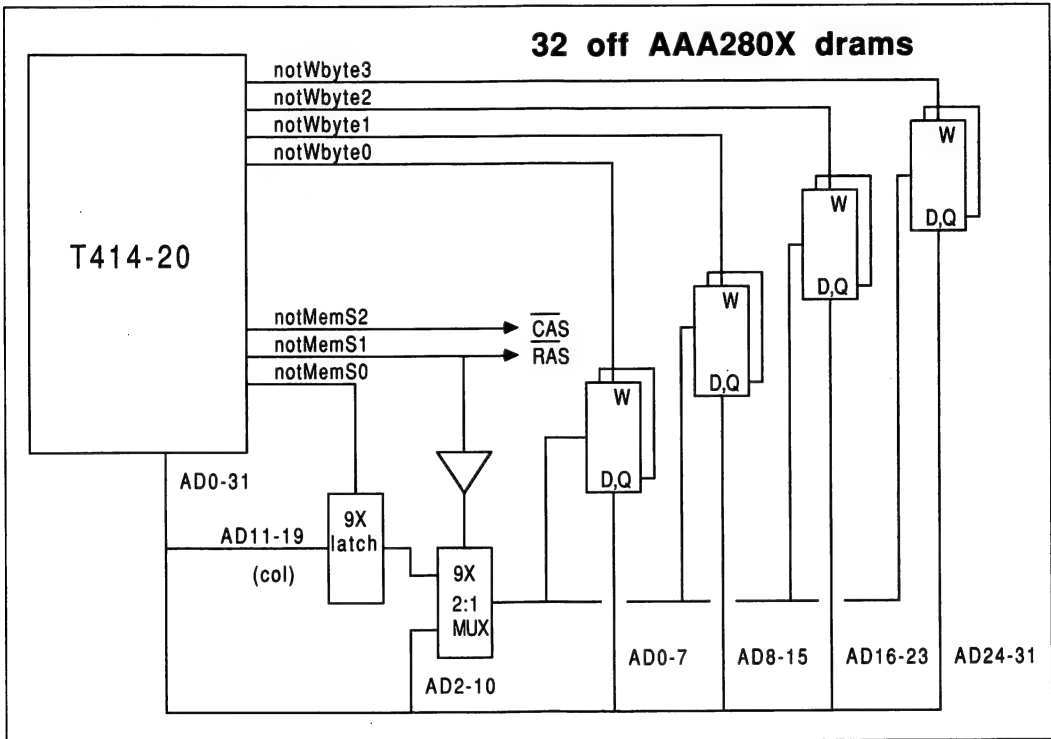 32 off AAA280X drams
notWbyte3
notWbyte2
notWbyte1
notWbyte0
T414-20
notMemS2
notMemS1
notMemS0
CAS
RAS
W
D,Q
W
D,Q
W
D,Q
W
D,Q
AD0-31
AD11-19
(col)
9X
latch
9X
2:1
MUX
AD2-10
AD0-7
AD8-15
AD16-23
AD24-31